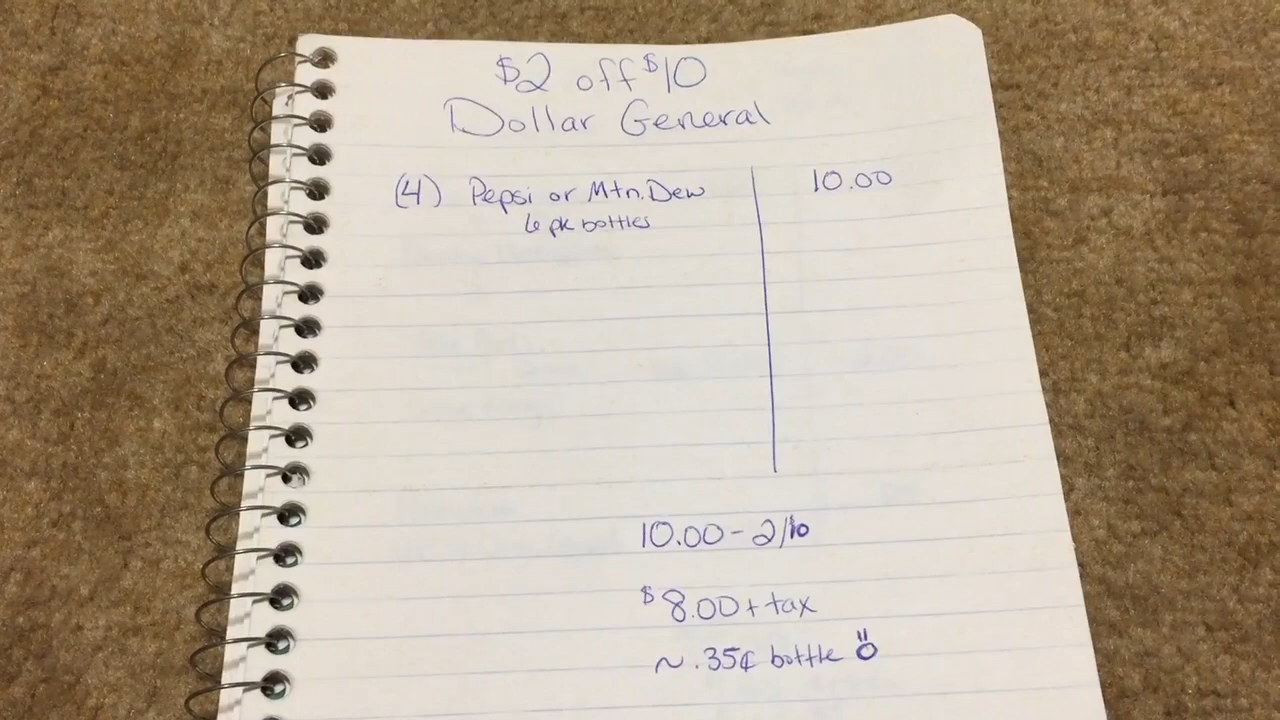 $2 off $10
Dollar General
(4) Pepsi or Mtn. Dew 10.00
6 pk bottles
10.00 - 2/10
$8.00 + tax
~ .35¢ bottle